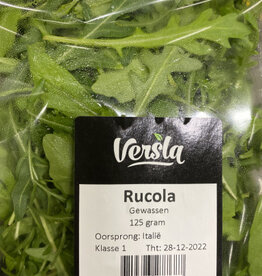 Versla
Rucola
Gewassen
125 gram
Oorsprong: Italië
Klasse 1 Tht: 28-12-2022